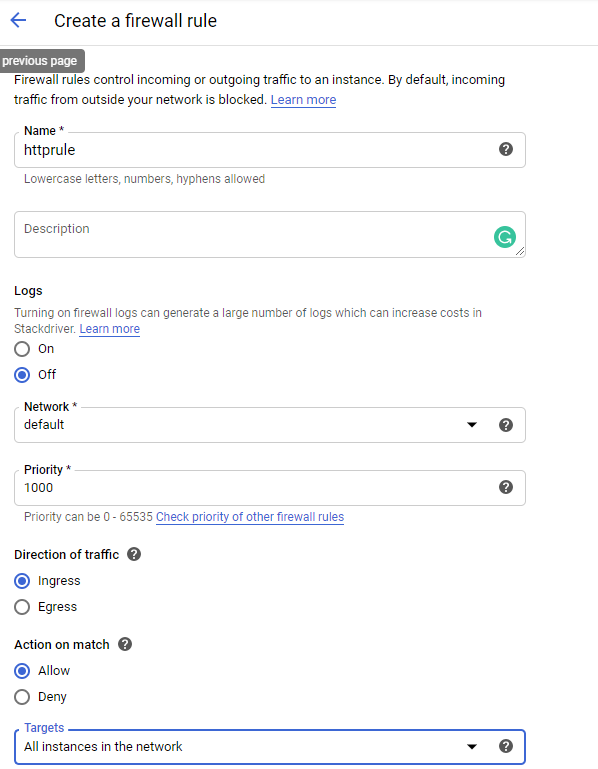 Create a firewall rule
previous page
Firewall rules control incoming or outgoing traffic to an instance. By default, incoming
traffic from outside your network is blocked. Learn more
Name *
httprule
Lowercase letters, numbers, hyphens allowed
Description
Logs
Turning on firewall logs can generate a large number of logs which can increase costs in
Stackdriver. Learn more
On
Off
Network *
default
Priority *
1000
Priority can be 0 - 65535 Check priority of other firewall rules
Direction of traffic
Ingress
Egress
Action on match
Allow
Deny
Targets
All instances in the network